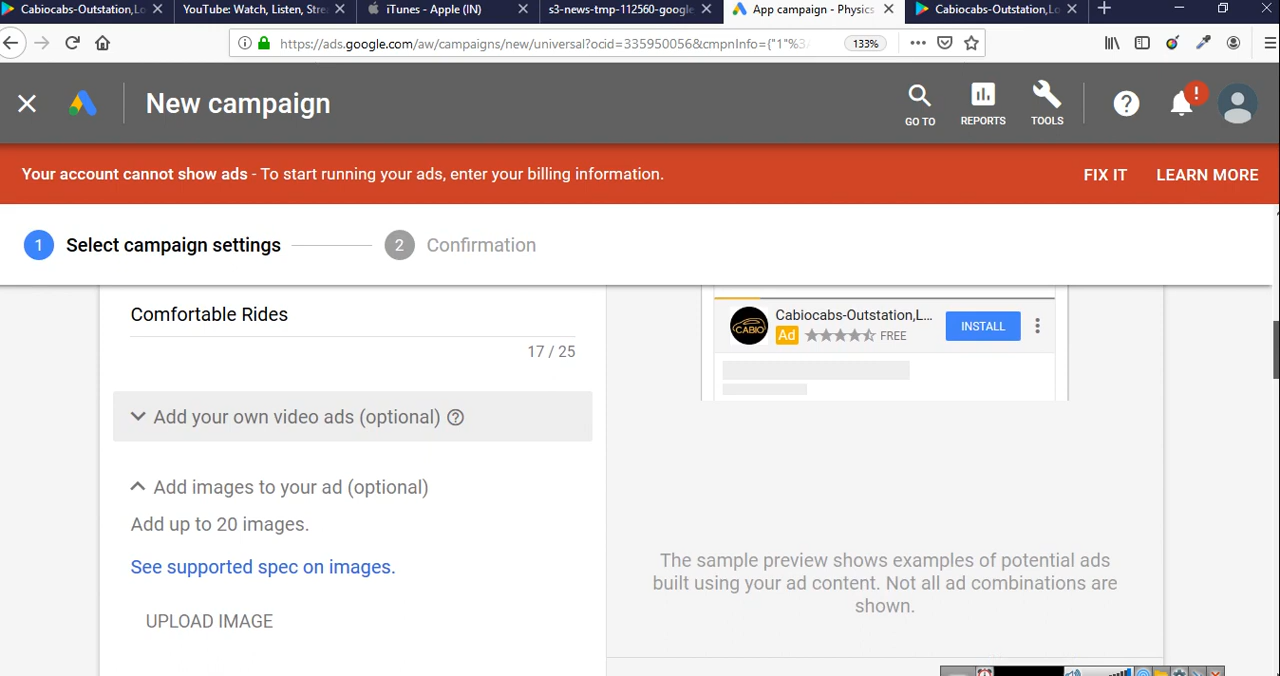 Cabiocabs-Outstation,Lo
YouTube: Watch, Listen, Stre
iTunes - Apple (IN)
s3-news-tmp-112560-google
App campaign - Physics
Cabiocabs-Outstation,Lo
https://ads.google.com/aw/campaigns/new/universal?ocid=335950056&cmpnInfo={"1"%3
133%
New campaign
GO TO
REPORTS
TOOLS
Your account cannot show ads - To start running your ads, enter your billing information.
FIX IT
LEARN MORE
1 Select campaign settings
2 Confirmation
Comfortable Rides
17 / 25
Add your own video ads (optional)
Add images to your ad (optional)
Add up to 20 images.
See supported spec on images.
UPLOAD IMAGE
CABIO
Cabiocabs-Outstation,L...
Ad
FREE
INSTALL
The sample preview shows examples of potential ads
built using your ad content. Not all ad combinations are
shown.